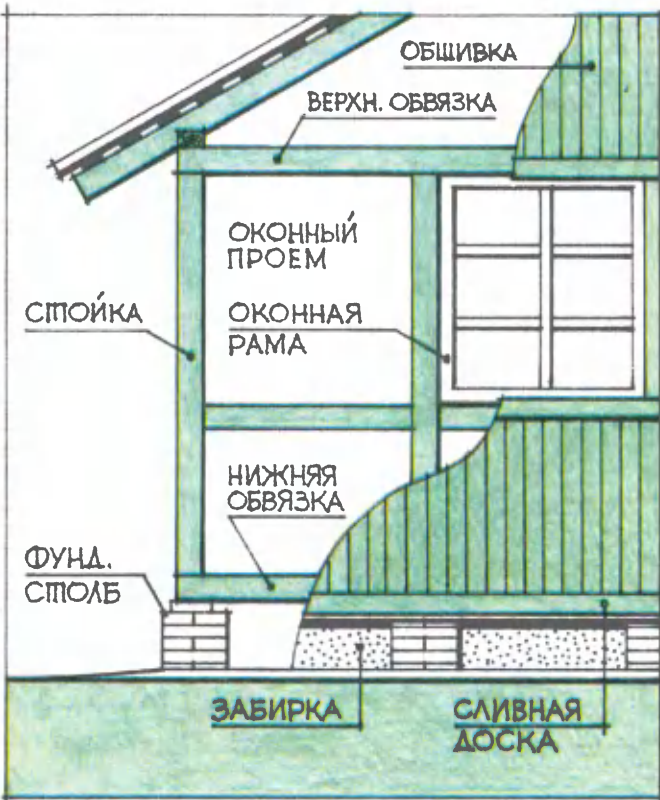 ОБШИВКА
ВЕРХН. ОБВЯЗКА
ОКОННЫЙ
ПРОЕМ
СТОЙКА
ОКОННАЯ
РАМА
НИЖНЯЯ
ОБВЯЗКА
ФУНД.
СТОЛБ
ЗАБИРКА
СЛИВНАЯ
ДОСКА